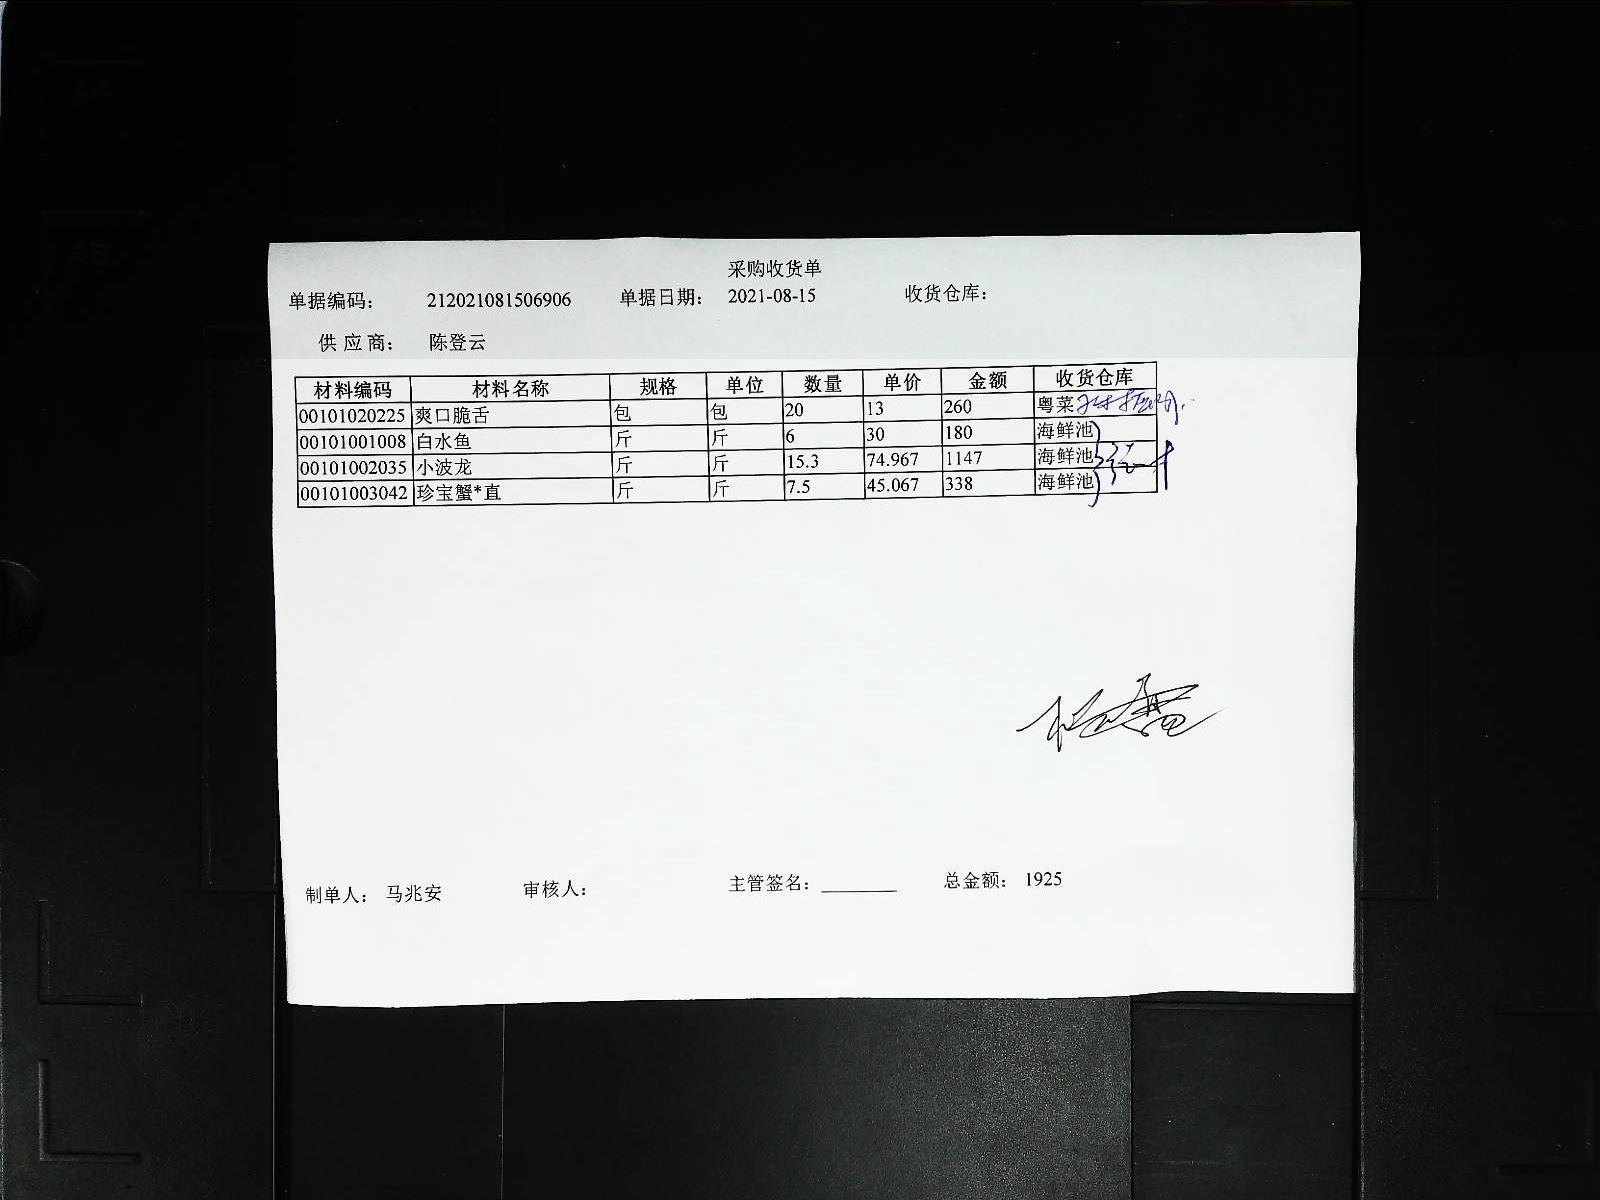 采购收货单
单据编码： 212021081506906 单据日期： 2021-08-15 收货仓库：
供应商： 陈登云
材料编码 材料名称 规格 单位 数量 单价 金额 收货仓库
00101020225 爽口脆舌 包 包 20 13 260 粤菜
00101001008 白水鱼 斤 斤 6 30 180 海鲜池
00101002035 小波龙 斤 斤 15.3 74.967 1147 海鲜池
00101003042 珍宝蟹*直 斤 斤 7.5 45.067 338 海鲜池
制单人： 马兆安 审核人： 主管签名：________ 总金额： 1925